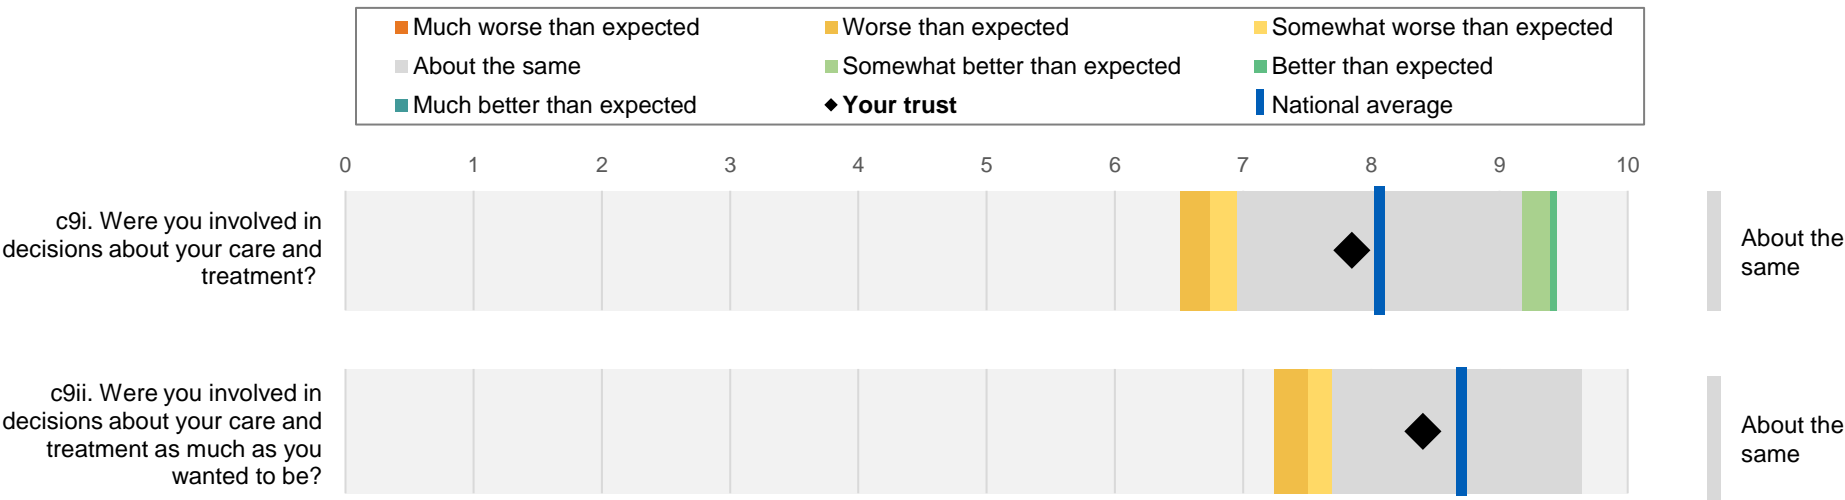 Much worse than expected
Worse than expected
Somewhat worse than expected
About the same
Somewhat better than expected
Better than expected
Much better than expected
Your trust
National average
0 1 2 3 4 5 6 7 8 9 10
c9i. Were you involved in
decisions about your care and
treatment?
About the
same
c9ii. Were you involved in
decisions about your care and
treatment as much as you
wanted to be?
About the
same